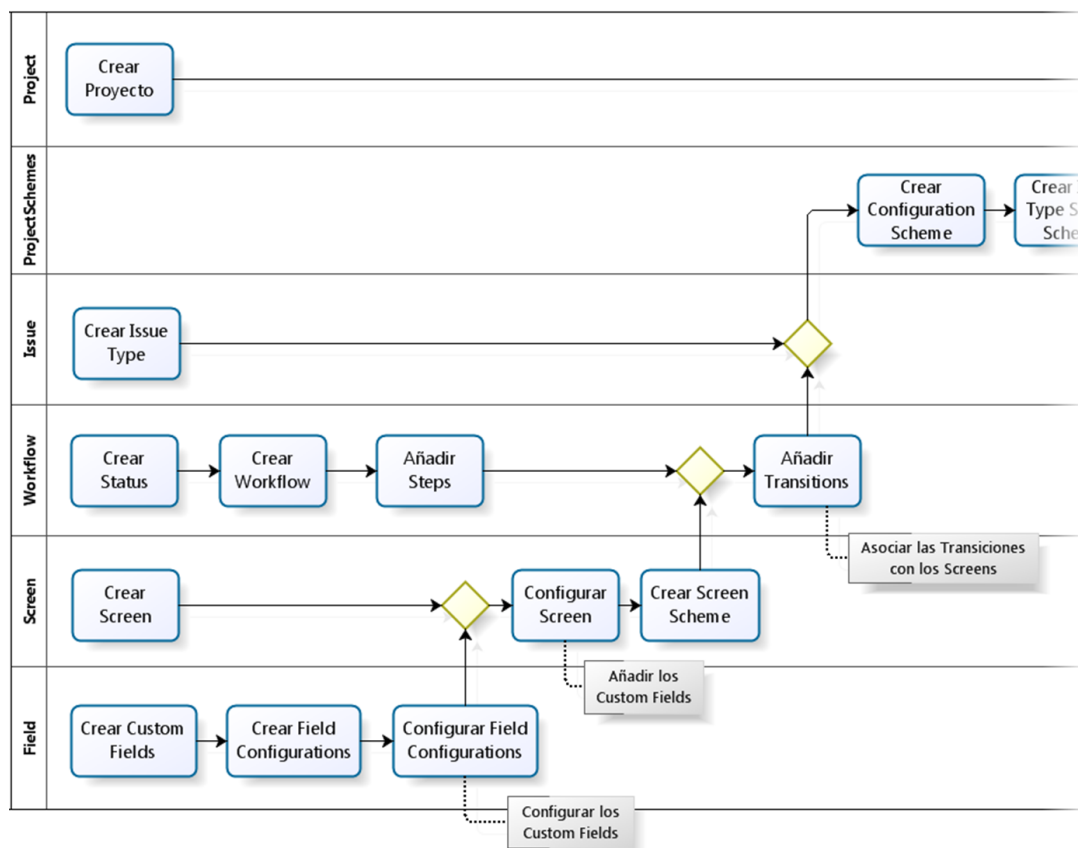 Project
Crear
Proyecto
ProjectSchemes
Crear
Configuration
Scheme
Crear
Type
Issue
Crear Issue
Type
Workflow
Crear
Status
Crear
Workflow
Añadir
Steps
Añadir
Transitions
Asociar las Transiciones
con los Screens
Screen
Crear
Screen
Configurar
Screen
Crear Screen
Scheme
Añadir los
Custom Fields
Field
Crear Custom
Fields
Crear Field
Configurations
Configurar Field
Configurations
Configurar los
Custom Fields